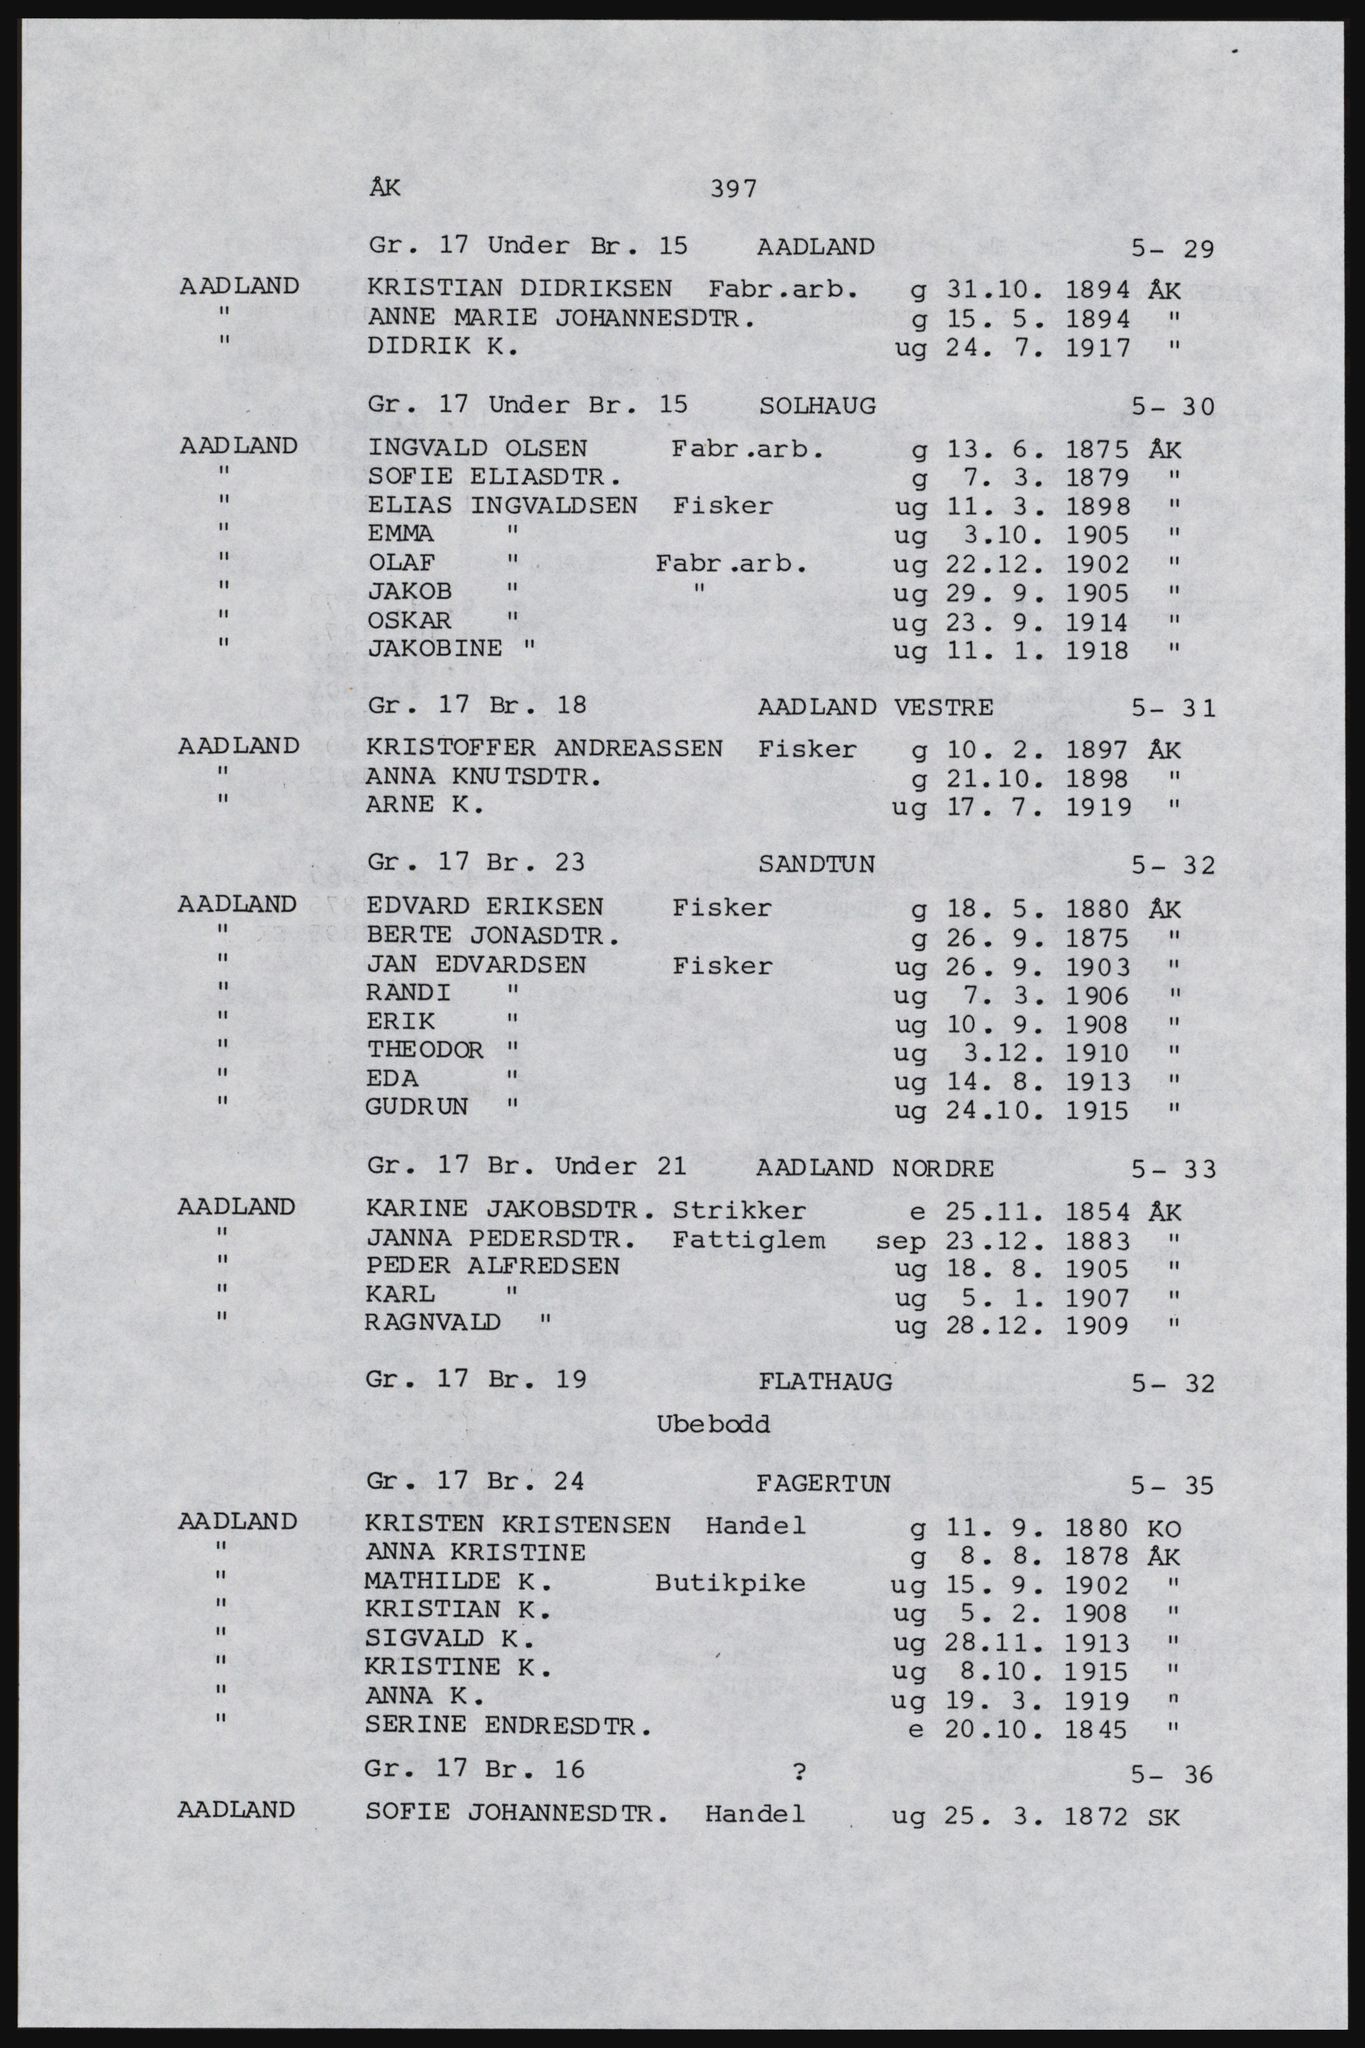 ÅK 397
Gr. 17 Under Br. 15 AADLAND 5- 29
AADLAND KRISTIAN DIDRIKSEN Fabr.arb. g 31.10. 1894 ÅK
" ANNE MARIE JOHANNESDTR. g 15. 5. 1894 "
" DIDRIK K. ug 24. 7. 1917 "
Gr. 17 Under Br. 15 SOLHAUG 5- 30
AADLAND INGVALD OLSEN Fabr.arb. g 13. 6. 1875 ÅK
" SOFIE ELIASDTR. g 7. 3. 1879 "
" ELIAS INGVALDSEN Fisker ug 11. 3. 1898 "
" EMMA " ug 3.10. 1905 "
" OLAF " Fabr.arb. ug 22.12. 1902 "
" JAKOB " " ug 29. 9. 1905 "
" OSKAR " ug 23. 9. 1914 "
" JAKOBINE " ug 11. 1. 1918 "
Gr. 17 Br. 18 AADLAND VESTRE 5- 31
AADLAND KRISTOFFER ANDREASSEN Fisker g 10. 2. 1897 ÅK
" ANNA KNUTSDTR. g 21.10. 1898 "
" ARNE K. ug 17. 7. 1919 "
Gr. 17 Br. 23 SANDTUN 5- 32
AADLAND EDVARD ERIKSEN Fisker g 18. 5. 1880 ÅK
" BERTE JONASDTR. g 26. 9. 1875 "
" JAN EDVARDSEN Fisker ug 26. 9. 1903 "
" RANDI " ug 7. 3. 1906 "
" ERIK " ug 10. 9. 1908 "
" THEODOR " ug 3.12. 1910 "
" EDA " ug 14. 8. 1913 "
" GUDRUN " ug 24.10. 1915 "
Gr. 17 Br. Under 21 AADLAND NORDRE 5- 33
AADLAND KARINE JAKOBSDTR. Strikker e 25.11. 1854 ÅK
" JANNA PEDERSDTR. Fattiglem sep 23.12. 1883 "
" PEDER ALFREDSEN ug 18. 8. 1905 "
" KARL " ug 5. 1. 1907 "
" RAGNVALD " ug 28.12. 1909 "
Gr. 17 Br. 19 FLATHAUG 5- 32
Ubebodd
Gr. 17 Br. 24 FAGERTUN 5- 35
AADLAND KRISTEN KRISTENSEN Handel g 11. 9. 1880 KO
" ANNA KRISTINE g 8. 8. 1878 ÅK
" MATHILDE K. Butikpike ug 15. 9. 1902 "
" KRISTIAN K. ug 5. 2. 1908 "
" SIGVALD K. ug 28.11. 1913 "
" KRISTINE K. ug 8.10. 1915 "
" ANNA K. ug 19. 3. 1919 "
" SERINE ENDRESDTR. e 20.10. 1845 "
Gr. 17 Br. 16 ? 5- 36
AADLAND SOFIE JOHANNESDTR. Handel ug 25. 3. 1872 SK